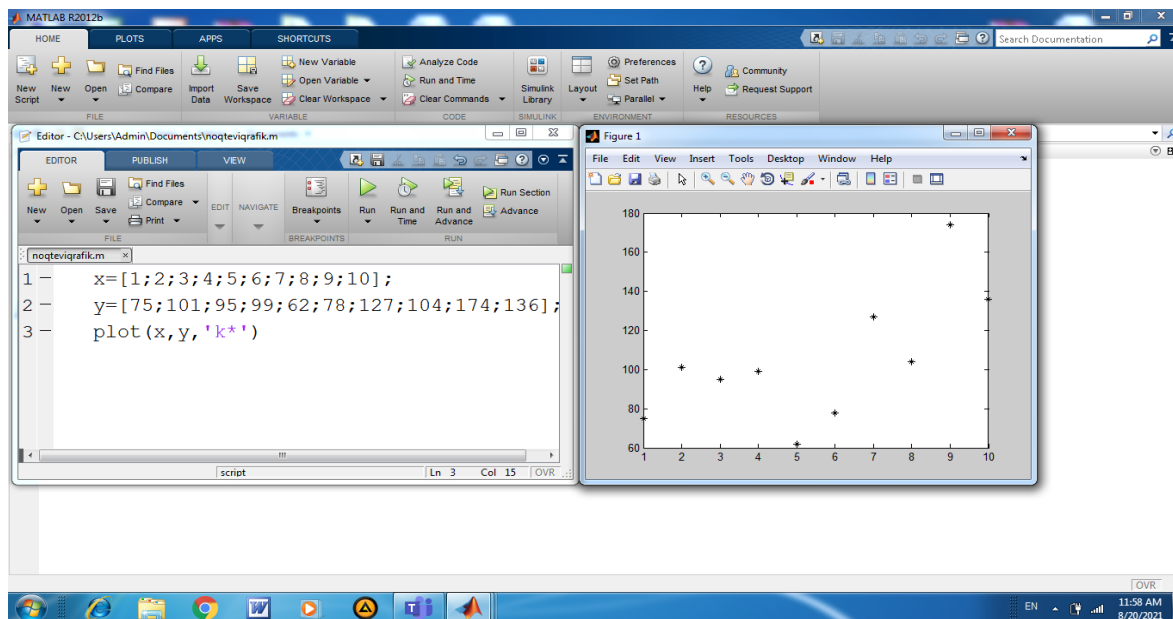 MATLAB R2012b
HOME PLOTS APPS SHORTCUTS Search Documentation
New Script New Open Find Files Compare Import Data Save Workspace New Variable Open Variable Clear Workspace Analyze Code Run and Time Clear Commands Simulink Library Layout Preferences Set Path Parallel Help Community Request Support
FILE VARIABLE CODE SIMULINK ENVIRONMENT RESOURCES
Editor - C:\Users\Admin\Documents\noqteviqrafik.m
EDITOR PUBLISH VIEW
New Open Save Find Files Compare Print EDIT NAVIGATE Breakpoints Run Run and Time Run and Advance Run Section Advance
FILE BREAKPOINTS RUN
noqteviqrafik.m
1 x=[1;2;3;4;5;6;7;8;9;10];
2 y=[75;101;95;99;62;78;127;104;174;136];
3 plot(x,y,'k*')
script Ln 3 Col 15 OVR
Figure 1
File Edit View Insert Tools Desktop Window Help
180
160
140
120
100
80
60
1 2 3 4 5 6 7 8 9 10
OVR
EN 11:58 AM
8/20/2021